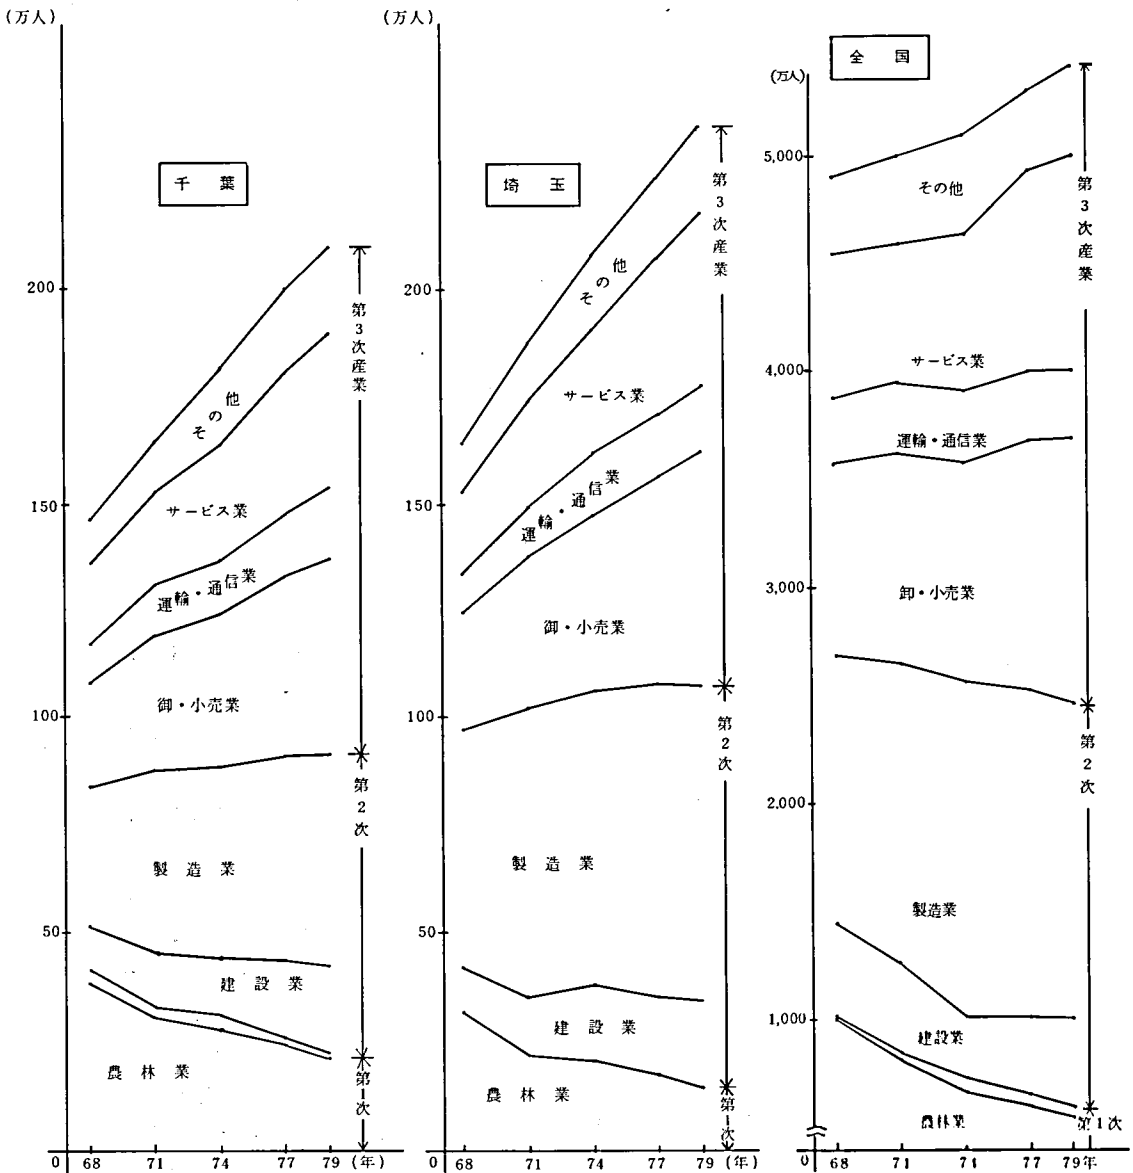 (万人)
千葉
200
150
100
50
0
その他
サービス業
運輸・通信業
御・小売業
製造業
建設業
農林業
第3次産業
第2次
第1次
68 71 74 77 79 (年)
(万人)
埼玉
200
150
100
50
0
その他
サービス業
運輸・通信業
御・小売業
製造業
建設業
農林業
第3次産業
第2次
第1次
68 71 74 77 79 (年)
全国
(万人)
5,000
4,000
3,000
2,000
1,000
0
その他
サービス業
運輸・通信業
卸・小売業
製造業
建設業
農林業
第3次産業
第2次
第1次
68 71 74 77 79年